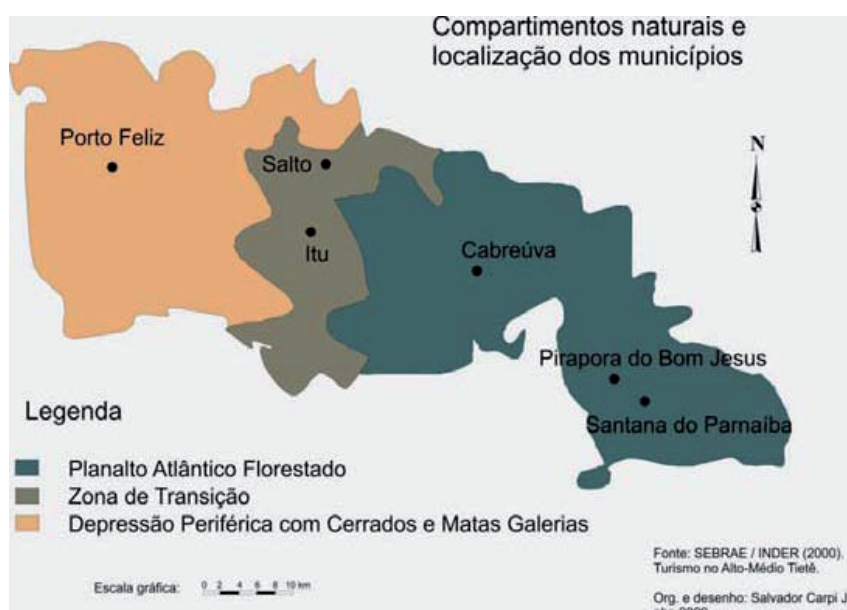 Compartimentos naturais e
localização dos municípios
N
Porto Feliz
Salto
Itu
Cabreúva
Pirapora do Bom Jesus
Santana do Parnaíba
Legenda
Planalto Atlântico Florestado
Zona de Transição
Depressão Periférica com Cerrados e Matas Galerias
Escala gráfica: 0 2 4 6 8 10 km
Fonte: SEBRAE / INDER (2000).
Turismo no Alto-Médio Tietê.
Org. e desenho: Salvador Carpi J